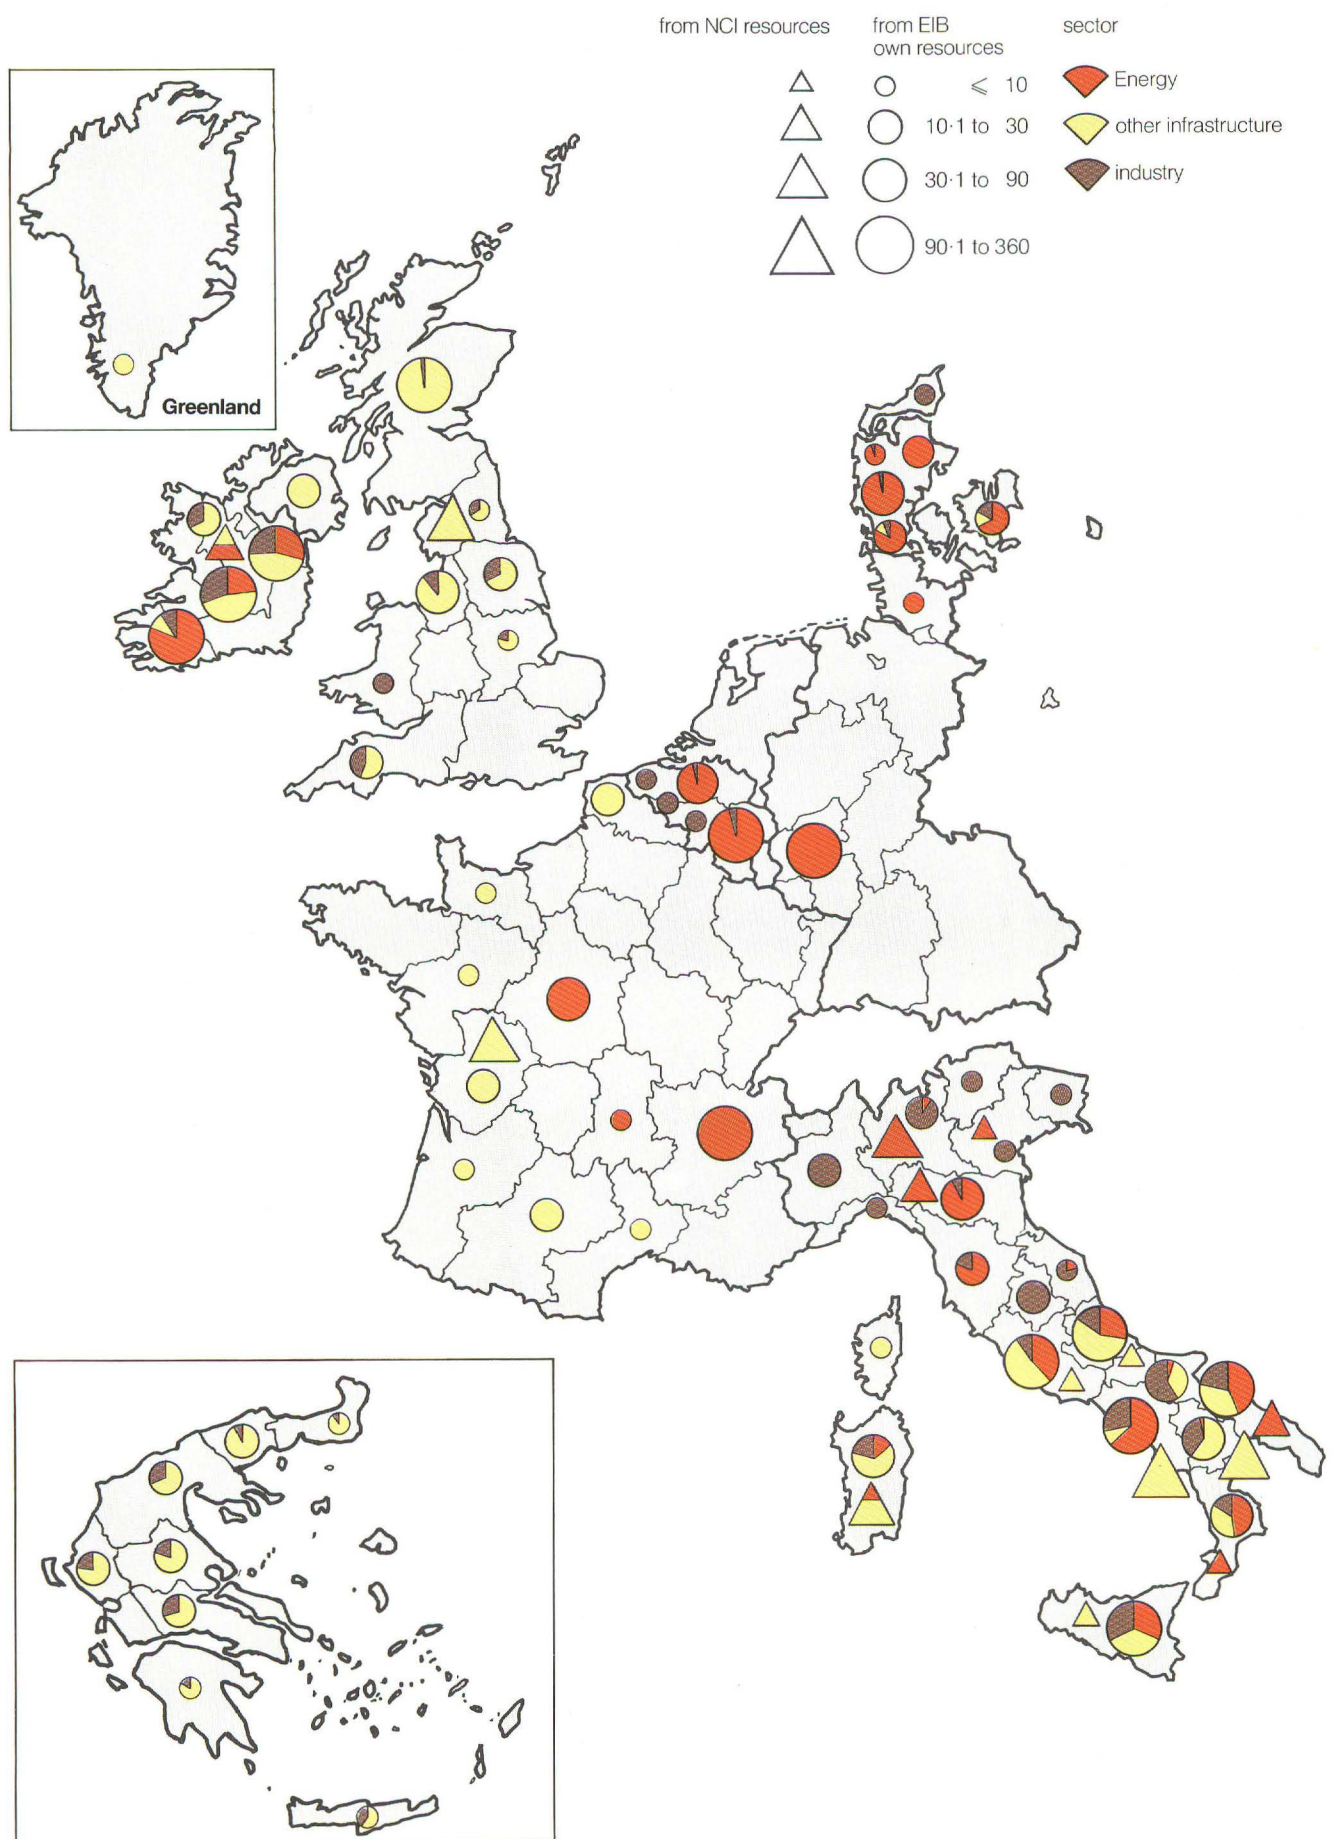 from NCI resources
from EIB
own resources
sector
⩽ 10
Energy
10·1 to 30
other infrastructure
30·1 to 90
industry
90·1 to 360
Greenland